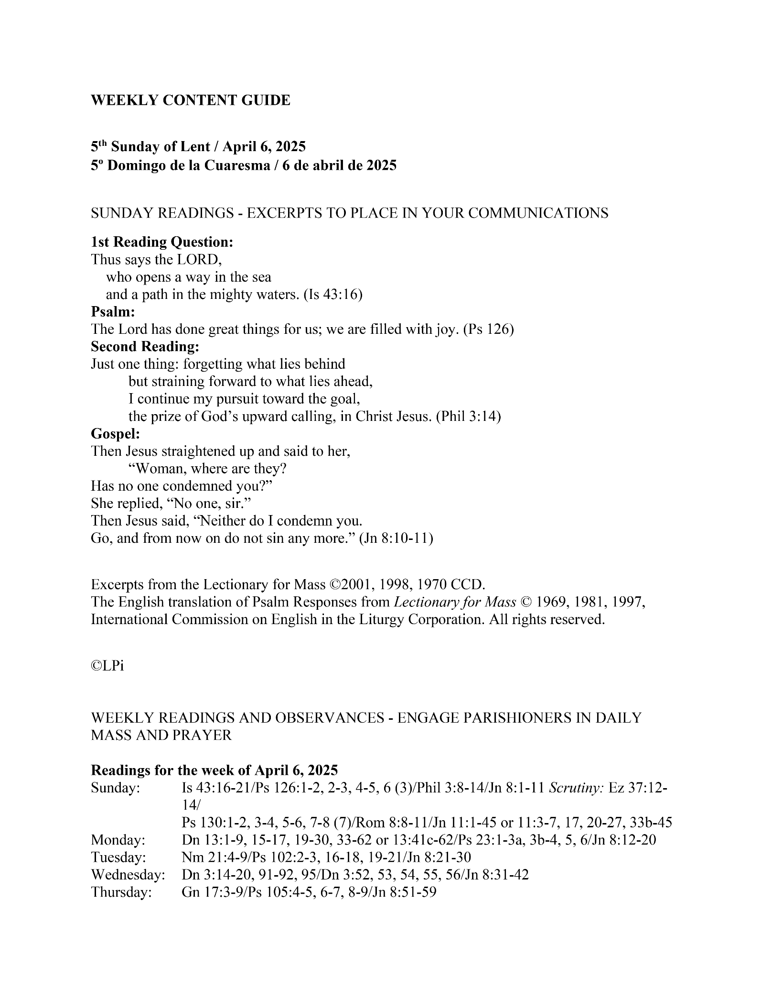 WEEKLY CONTENT GUIDE
5th Sunday of Lent / April 6, 2025
5º Domingo de la Cuaresma / 6 de abril de 2025
SUNDAY READINGS - EXCERPTS TO PLACE IN YOUR COMMUNICATIONS
1st Reading Question:
Thus says the LORD,
who opens a way in the sea
and a path in the mighty waters. (Is 43:16)
Psalm:
The Lord has done great things for us; we are filled with joy. (Ps 126)
Second Reading:
Just one thing: forgetting what lies behind
but straining forward to what lies ahead,
I continue my pursuit toward the goal,
the prize of God’s upward calling, in Christ Jesus. (Phil 3:14)
Gospel:
Then Jesus straightened up and said to her,
“Woman, where are they?
Has no one condemned you?”
She replied, “No one, sir.”
Then Jesus said, “Neither do I condemn you.
Go, and from now on do not sin any more.” (Jn 8:10-11)
Excerpts from the Lectionary for Mass ©2001, 1998, 1970 CCD.
The English translation of Psalm Responses from Lectionary for Mass © 1969, 1981, 1997,
International Commission on English in the Liturgy Corporation. All rights reserved.
©LPi
WEEKLY READINGS AND OBSERVANCES - ENGAGE PARISHIONERS IN DAILY
MASS AND PRAYER
Readings for the week of April 6, 2025
Sunday: Is 43:16-21/Ps 126:1-2, 2-3, 4-5, 6 (3)/Phil 3:8-14/Jn 8:1-11 Scrutiny: Ez 37:12-
14/
Ps 130:1-2, 3-4, 5-6, 7-8 (7)/Rom 8:8-11/Jn 11:1-45 or 11:3-7, 17, 20-27, 33b-45
Monday: Dn 13:1-9, 15-17, 19-30, 33-62 or 13:41c-62/Ps 23:1-3a, 3b-4, 5, 6/Jn 8:12-20
Tuesday: Nm 21:4-9/Ps 102:2-3, 16-18, 19-21/Jn 8:21-30
Wednesday: Dn 3:14-20, 91-92, 95/Dn 3:52, 53, 54, 55, 56/Jn 8:31-42
Thursday: Gn 17:3-9/Ps 105:4-5, 6-7, 8-9/Jn 8:51-59